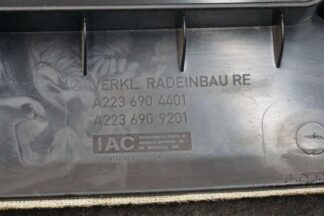 VERKL. RADEINBAU RE
A223 690 4401
A223 690 9201
IAC